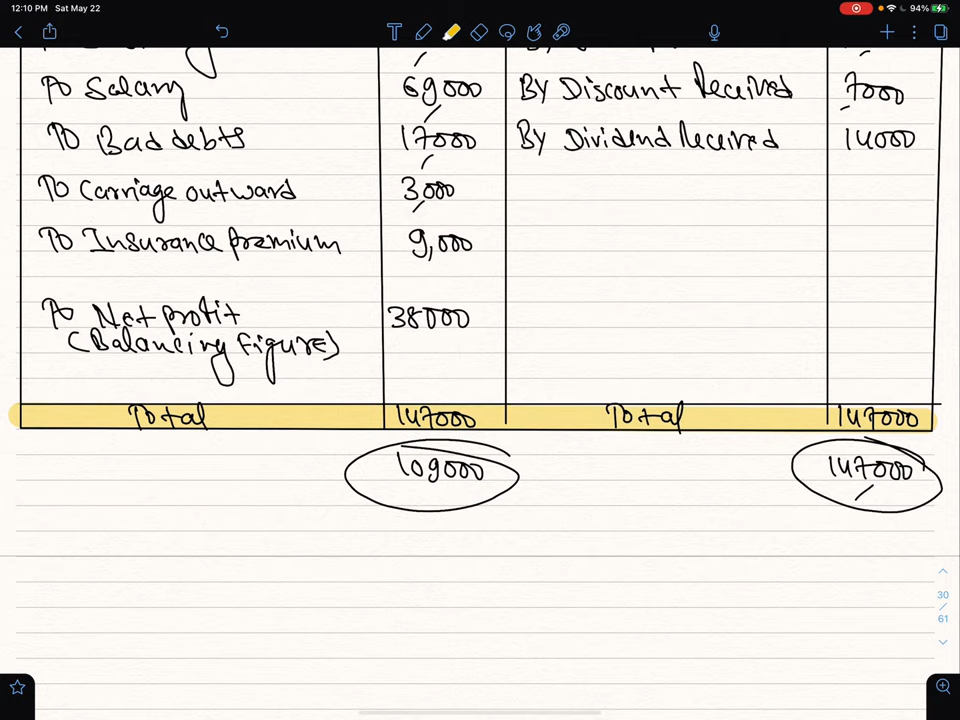 12:10 PM Sat May 22
94%
To Salary 69000 By Discount Received 7000
To Bad debts 17000 By Dividend Received 14000
To Carriage outward 3,000
To Insurance premium 9,000
To Net profit 38000
(Balancing Figure)
Total 147000 Total 147000
109000 147000
30
/
61